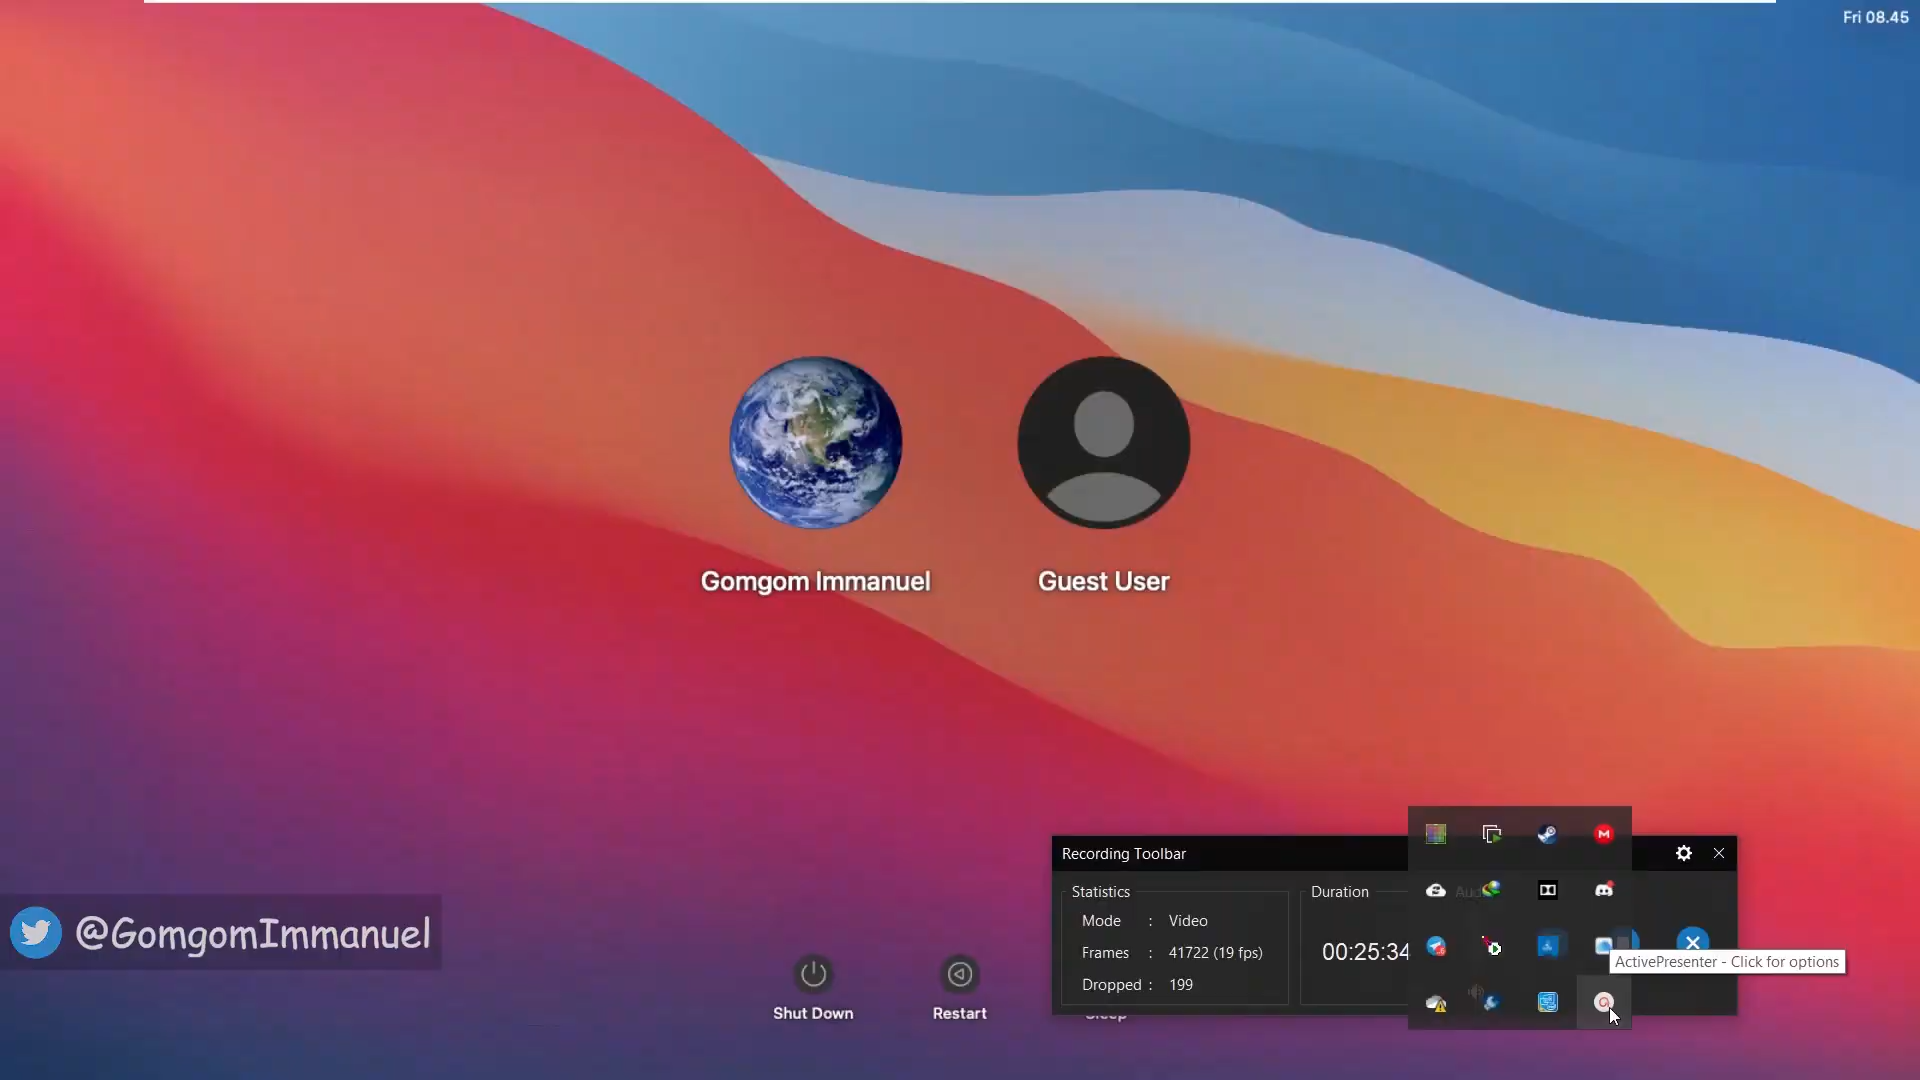 Fri 08.45
Gomgom Immanuel
Guest User
Recording Toolbar
Statistics
Mode : Video
Frames : 41722 (19 fps)
Dropped : 199
Duration
00:25:34
ActivePresenter - Click for options
@GomgomImmanuel
Shut Down
Restart
Sleep